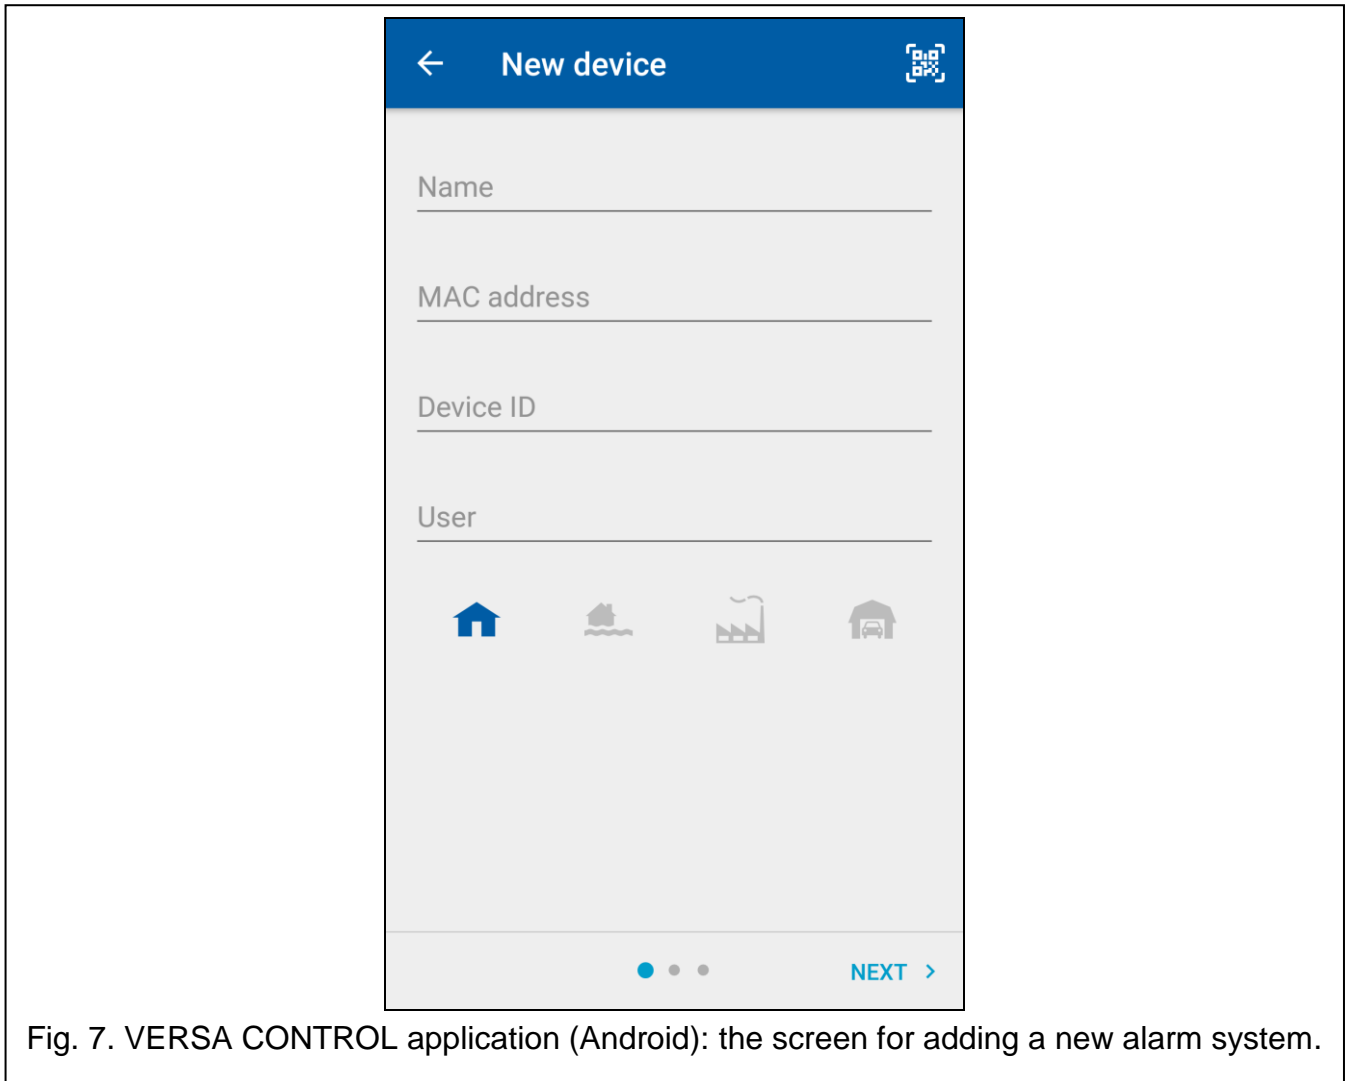 New device
Name
MAC address
Device ID
User
NEXT
Fig. 7. VERSA CONTROL application (Android): the screen for adding a new alarm system.